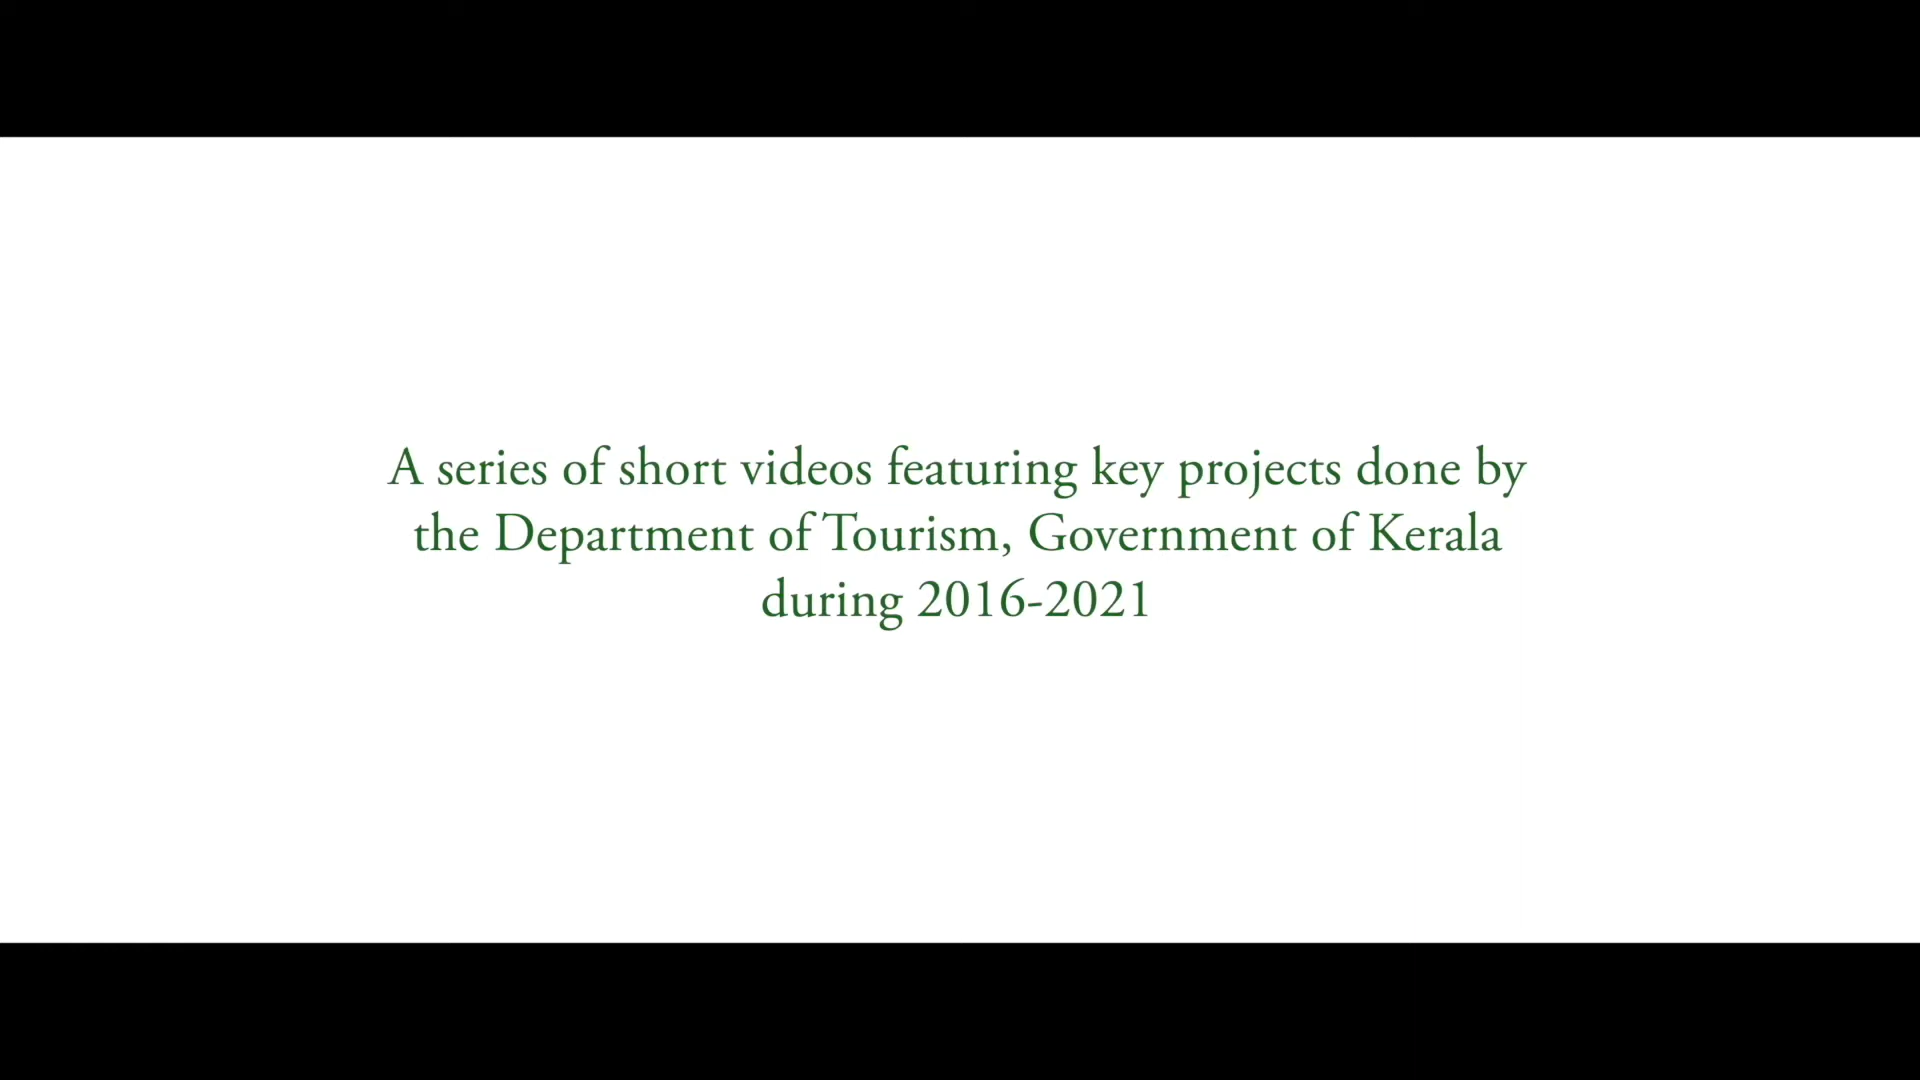 A series of short videos featuring key projects done by
the Department of Tourism, Government of Kerala
during 2016-2021